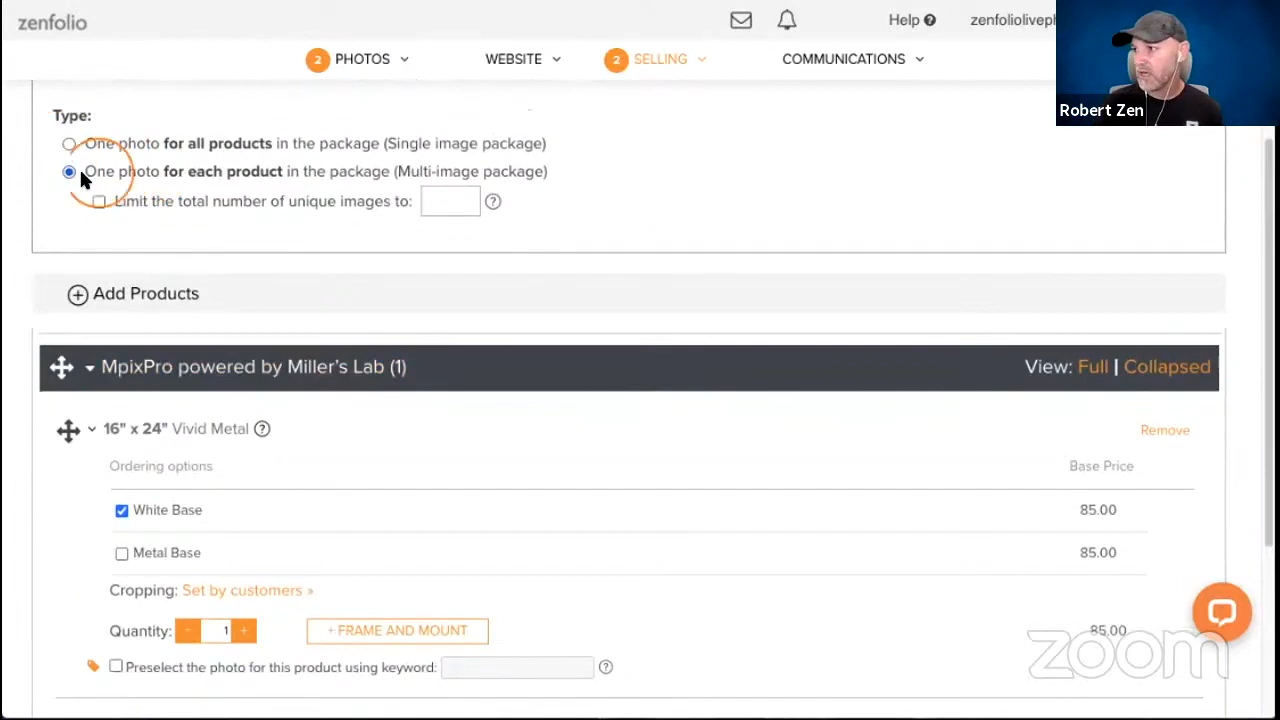 zenfolio
Help ?
zenfolioliveph
2 PHOTOS
WEBSITE
2 SELLING
COMMUNICATIONS
Robert Zen
Type:
One photo for all products in the package (Single image package)
One photo for each product in the package (Multi-image package)
Limit the total number of unique images to: ?
Add Products
MpixPro powered by Miller's Lab (1)
View: Full | Collapsed
16" x 24" Vivid Metal ?
Remove
Ordering options
Base Price
White Base
85.00
Metal Base
85.00
Cropping: Set by customers »
Quantity: - 1 +
+ FRAME AND MOUNT
85.00
Preselect the photo for this product using keyword: ?
zoom